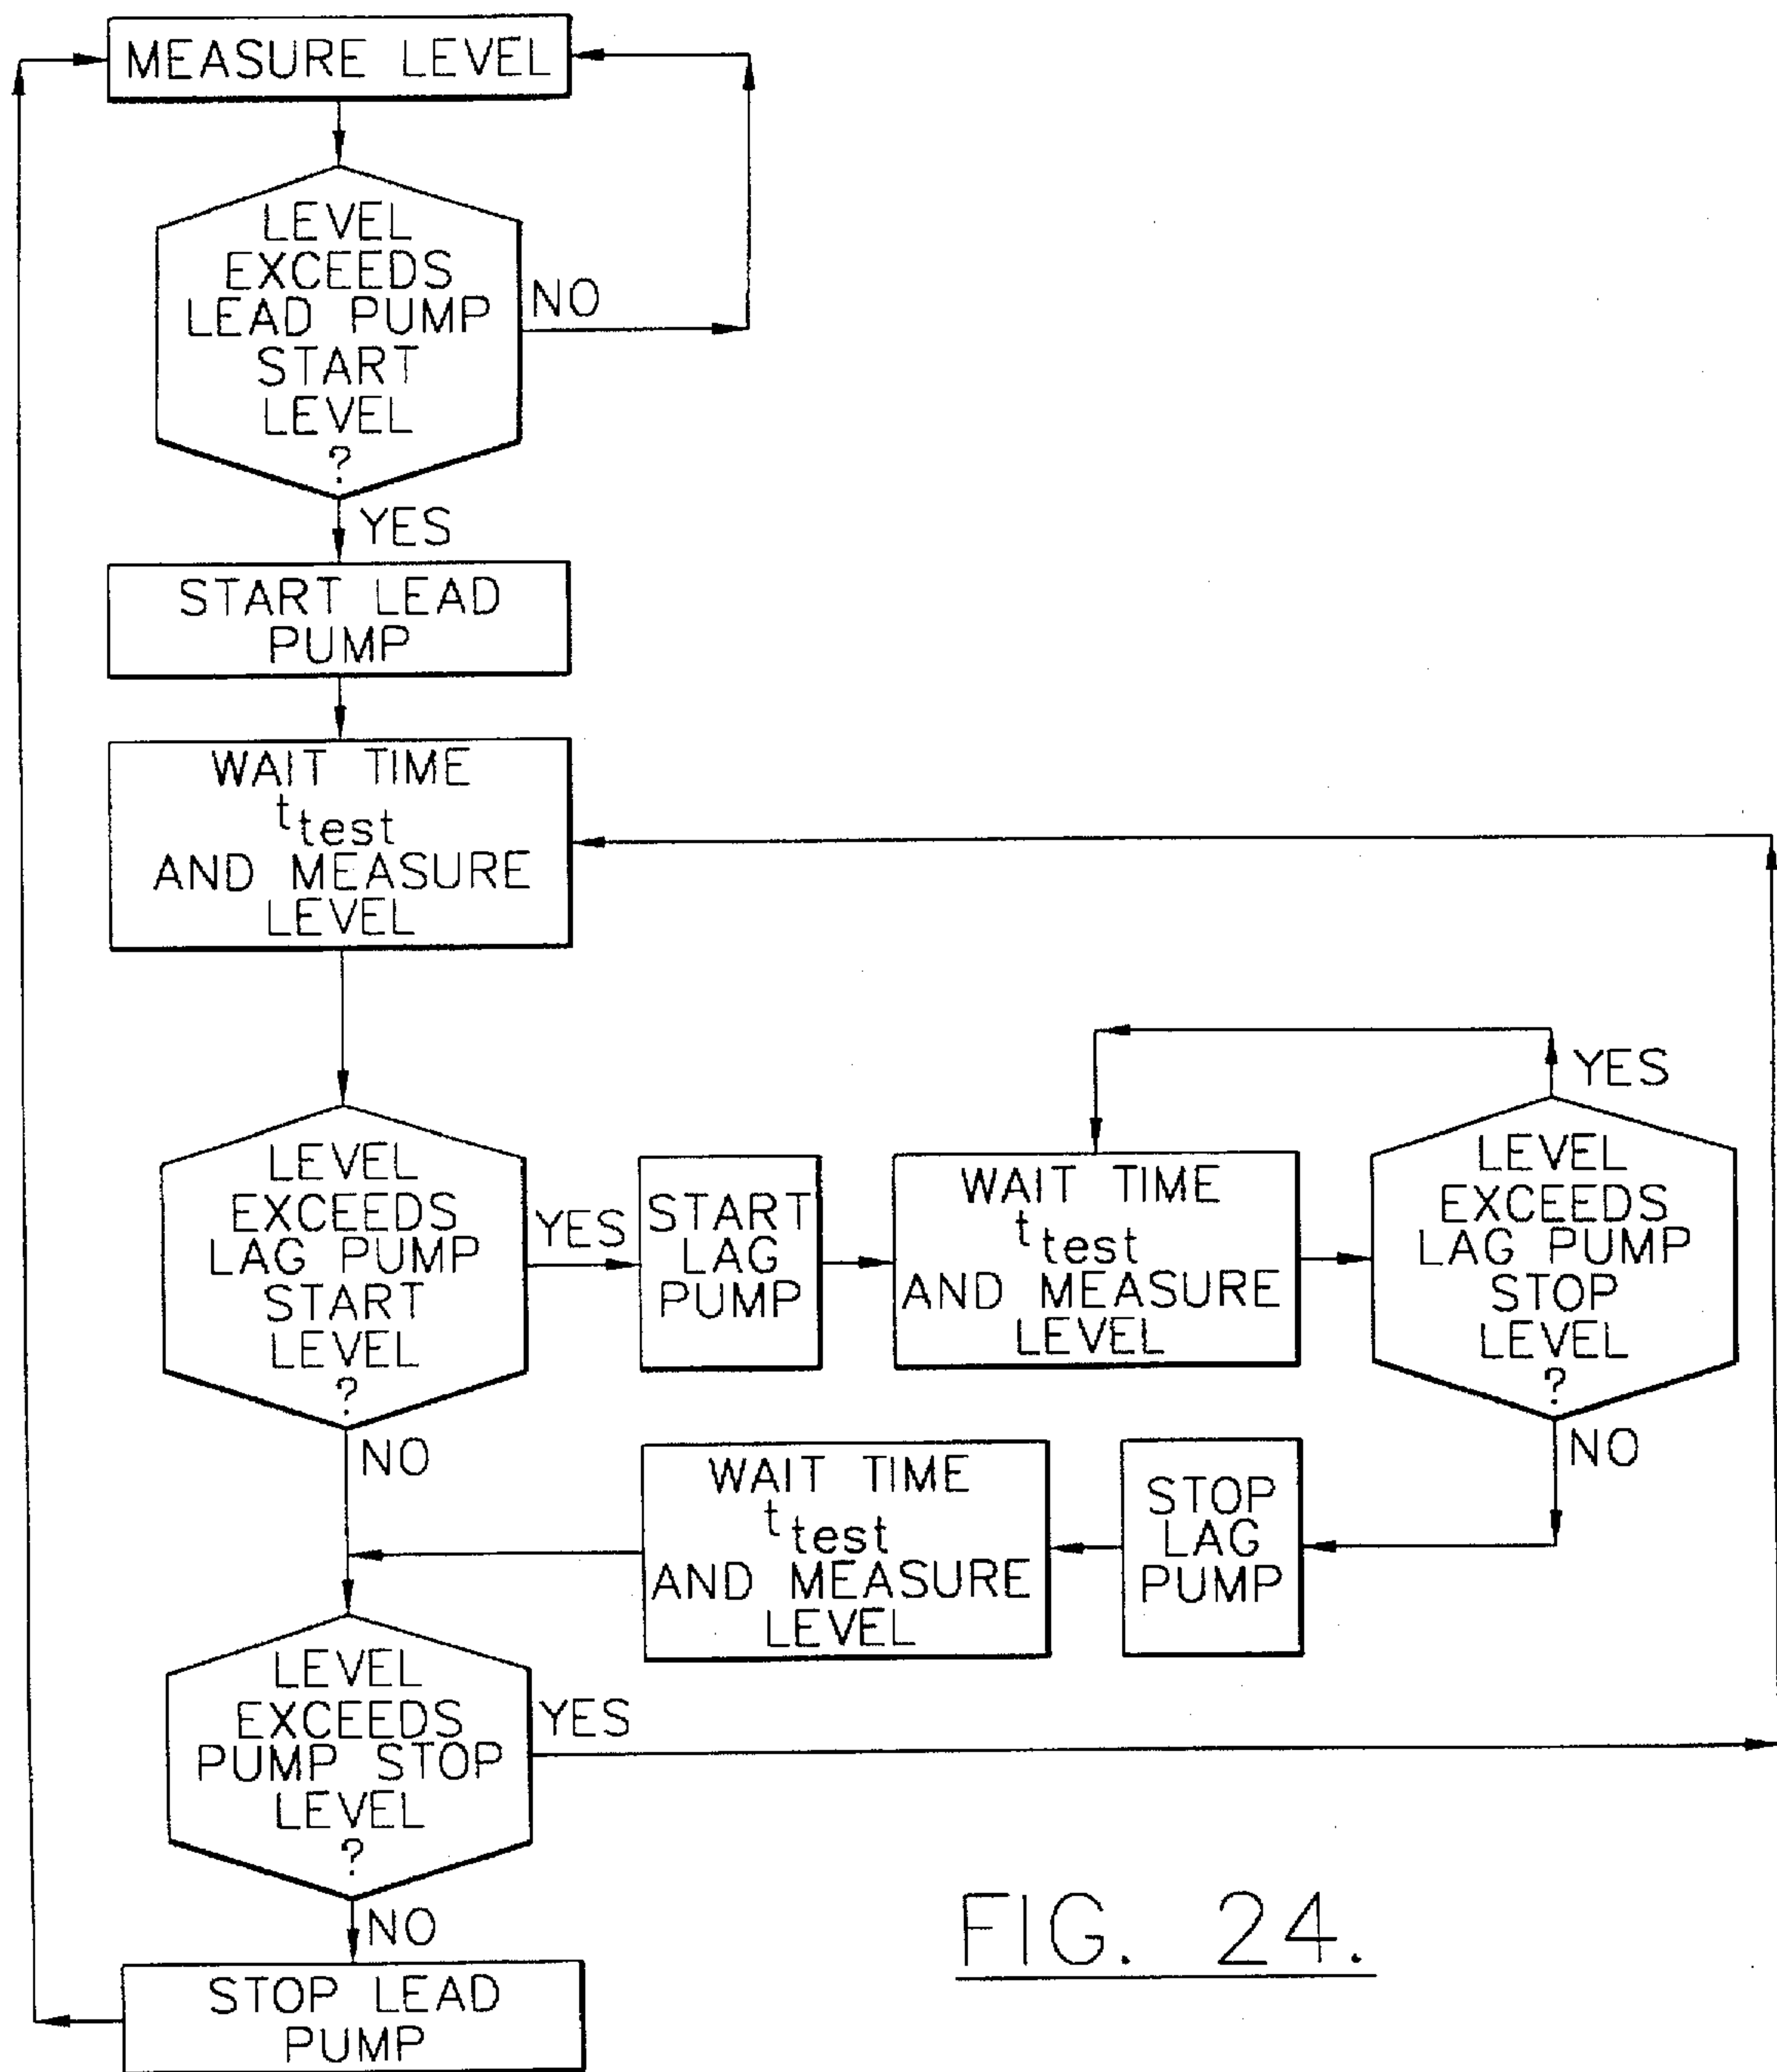 MEASURE LEVEL
LEVEL
EXCEEDS
LEAD PUMP
START
LEVEL
?
NO
YES
START LEAD
PUMP
WAIT TIME
ttest
AND MEASURE
LEVEL
LEVEL
EXCEEDS
LAG PUMP
START
LEVEL
?
YES
START
LAG
PUMP
WAIT TIME
ttest
AND MEASURE
LEVEL
YES
LEVEL
EXCEEDS
LAG PUMP
STOP
LEVEL
?
NO
NO
STOP
LAG
PUMP
WAIT TIME
ttest
AND MEASURE
LEVEL
LEVEL
EXCEEDS
PUMP STOP
LEVEL
?
YES
NO
STOP LEAD
PUMP
FIG. 24.